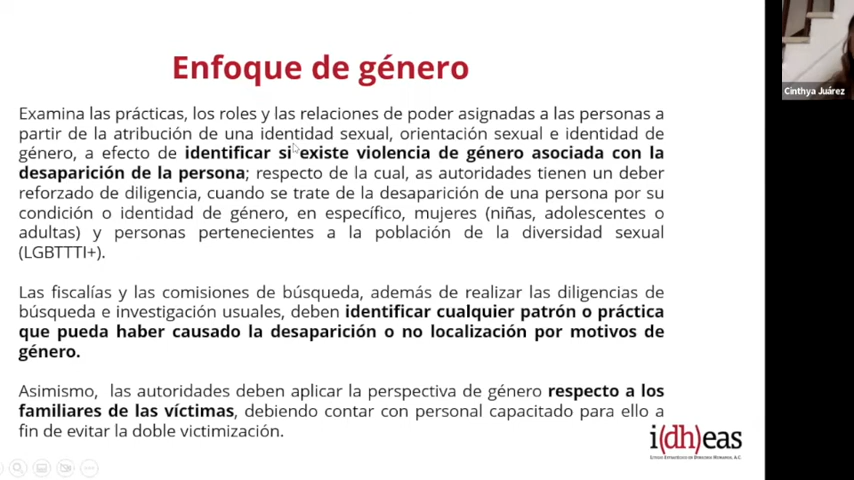 Enfoque de género
Examina las prácticas, los roles y las relaciones de poder asignadas a las personas a
partir de la atribución de una identidad sexual, orientación sexual e identidad de
género, a efecto de identificar si existe violencia de género asociada con la
desaparición de la persona; respecto de la cual, as autoridades tienen un deber
reforzado de diligencia, cuando se trate de la desaparición de una persona por su
condición o identidad de género, en específico, mujeres (niñas, adolescentes o
adultas) y personas pertenecientes a la población de la diversidad sexual
(LGBTTTI+).
Las fiscalías y las comisiones de búsqueda, además de realizar las diligencias de
búsqueda e investigación usuales, deben identificar cualquier patrón o práctica
que pueda haber causado la desaparición o no localización por motivos de
género.
Asimismo, las autoridades deben aplicar la perspectiva de género respecto a los
familiares de las víctimas, debiendo contar con personal capacitado para ello a
fin de evitar la doble victimización.
i(dh)eas
Litigio Estratégico en Derechos Humanos, A.C
Cinthya Juárez